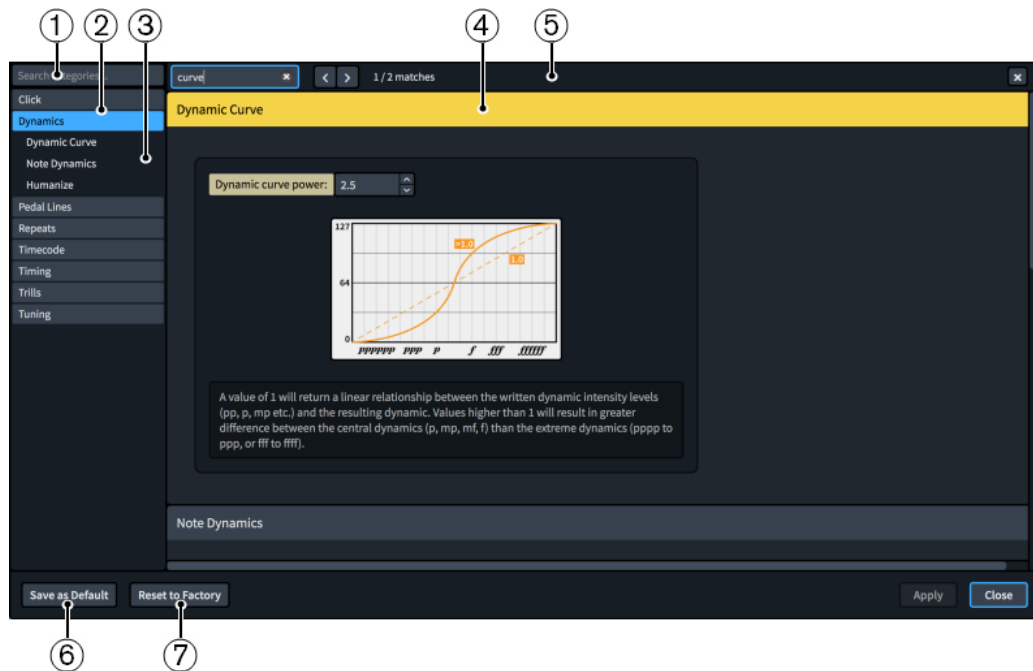 ① ② ③ ④ ⑤
Search categories...
curve
1 / 2 matches
Click
Dynamics
Dynamic Curve
Note Dynamics
Humanize
Pedal Lines
Repeats
Timecode
Timing
Trills
Tuning
Dynamic Curve
Dynamic curve power: 2.5
127
>1.0
1.0
64
0
pppppp ppp p f fff ffffff
A value of 1 will return a linear relationship between the written dynamic intensity levels
(pp, p, mp etc.) and the resulting dynamic. Values higher than 1 will result in greater
difference between the central dynamics (p, mp, mf, f) than the extreme dynamics (pppp to
ppp, or fff to ffff).
Note Dynamics
Save as Default
Reset to Factory
Apply
Close
⑥ ⑦